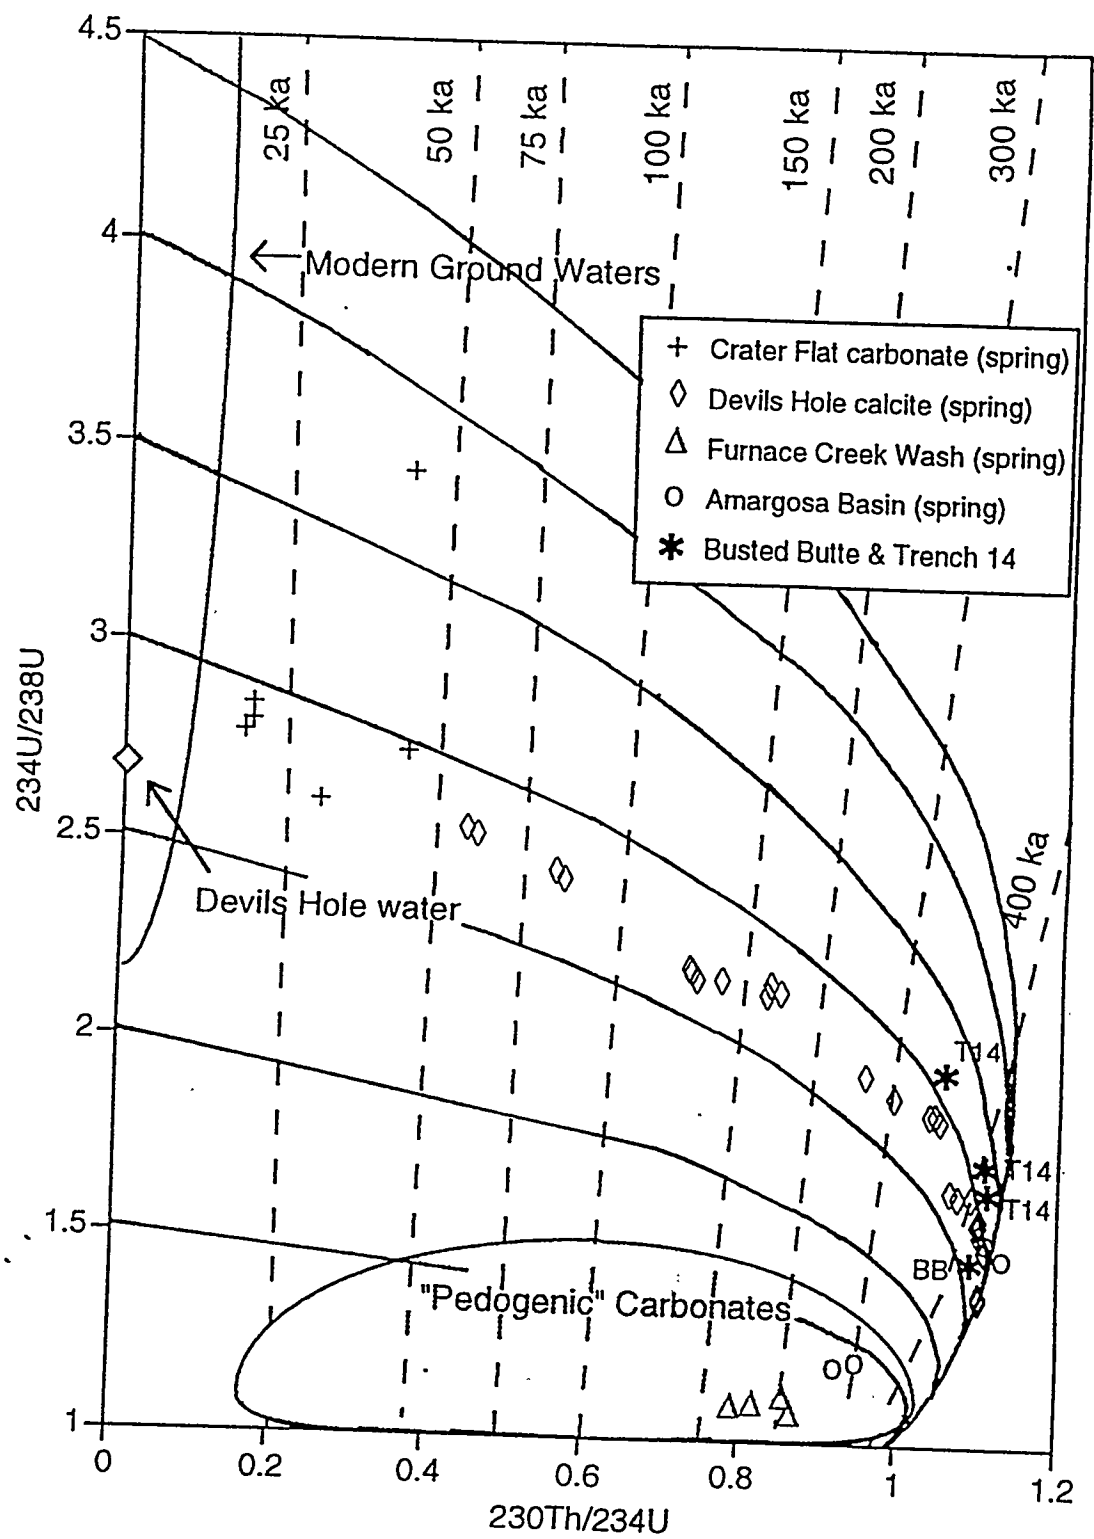 4.5
4
3.5
3
2.5
2
1.5
1
234U/238U
25 ka
50 ka
75 ka
100 ka
150 ka
200 ka
300 ka
400 ka
Modern Ground Waters
+ Crater Flat carbonate (spring)
◊ Devils Hole calcite (spring)
△ Furnace Creek Wash (spring)
o Amargosa Basin (spring)
* Busted Butte & Trench 14
Devils Hole water
T14
T14
T14
BB
"Pedogenic" Carbonates
0
0.2
0.4
0.6
0.8
1
1.2
230Th/234U